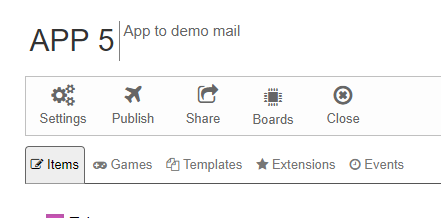 APP 5 App to demo mail
Settings Publish Share Boards Close
Items Games Templates Extensions Events